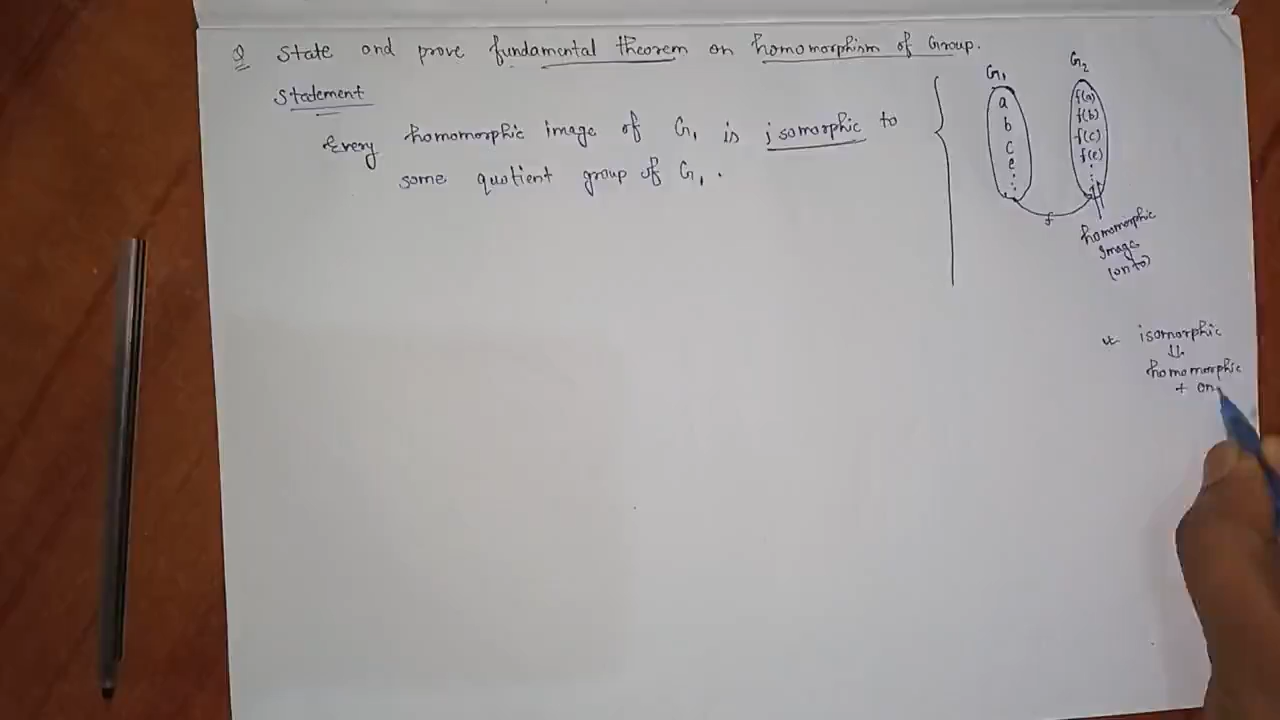 Q State and prove fundamental theorem on homomorphism of Group.
Statement
Every homomorphic image of G₁ is isomorphic to
some quotient group of G₁.
G₁ G₂
a f(a)
b f(b)
c f(c)
e f(e)
f
homomorphic
image
(onto)
isomorphic
⇓
homomorphic
+ on